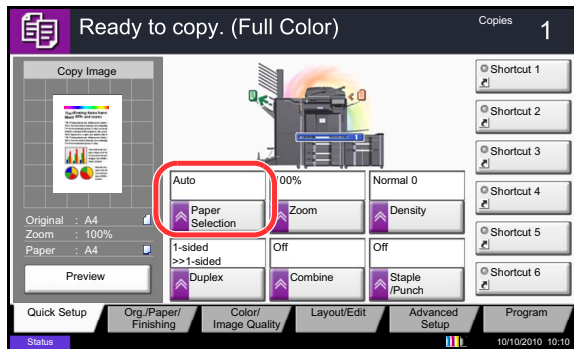 Ready to copy. (Full Color)
Copies 1
Copy Image
Original : A4
Zoom : 100%
Paper : A4
Preview
1
Auto
Paper
Selection
100%
Zoom
Normal 0
Density
1-sided
>>1-sided
Duplex
Off
Combine
Off
Staple
/Punch
Shortcut 1
Shortcut 2
Shortcut 3
Shortcut 4
Shortcut 5
Shortcut 6
Quick Setup
Org./Paper/
Finishing
Color/
Image Quality
Layout/Edit
Advanced
Setup
Program
Status
10/10/2010 10:10